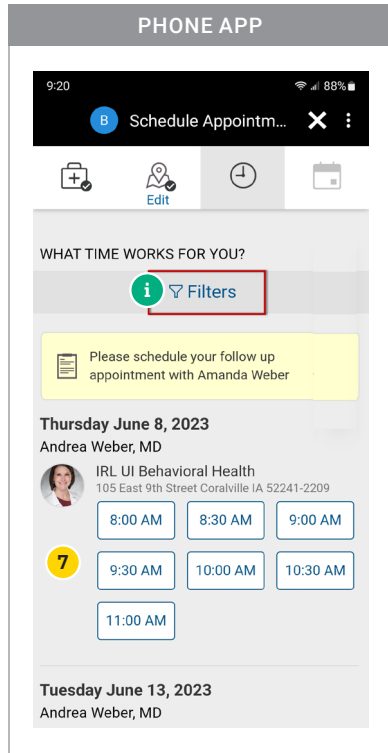 PHONE APP
9:20 88%
B Schedule Appointm...
Edit
WHAT TIME WORKS FOR YOU?
i Filters
Please schedule your follow up
appointment with Amanda Weber
Thursday June 8, 2023
Andrea Weber, MD
IRL UI Behavioral Health
105 East 9th Street Coralville IA 52241-2209
8:00 AM 8:30 AM 9:00 AM
7 9:30 AM 10:00 AM 10:30 AM
11:00 AM
Tuesday June 13, 2023
Andrea Weber, MD